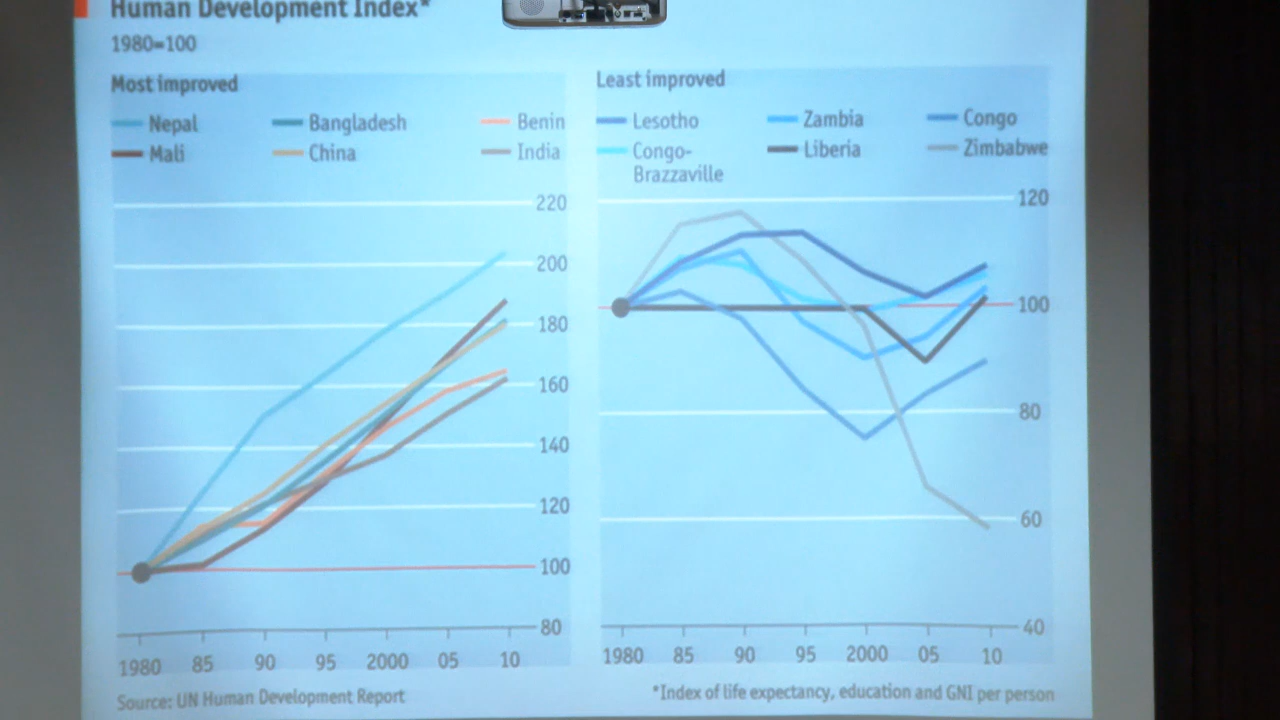 Human Development Index*
1980=100
Most improved
Nepal Bangladesh Benin
Mali China India
220
200
180
160
140
120
100
80
1980 85 90 95 2000 05 10
Source: UN Human Development Report
Least improved
Lesotho Zambia Congo
Congo- Liberia Zimbabwe
Brazzaville
120
100
80
60
40
1980 85 90 95 2000 05 10
*Index of life expectancy, education and GNI per person